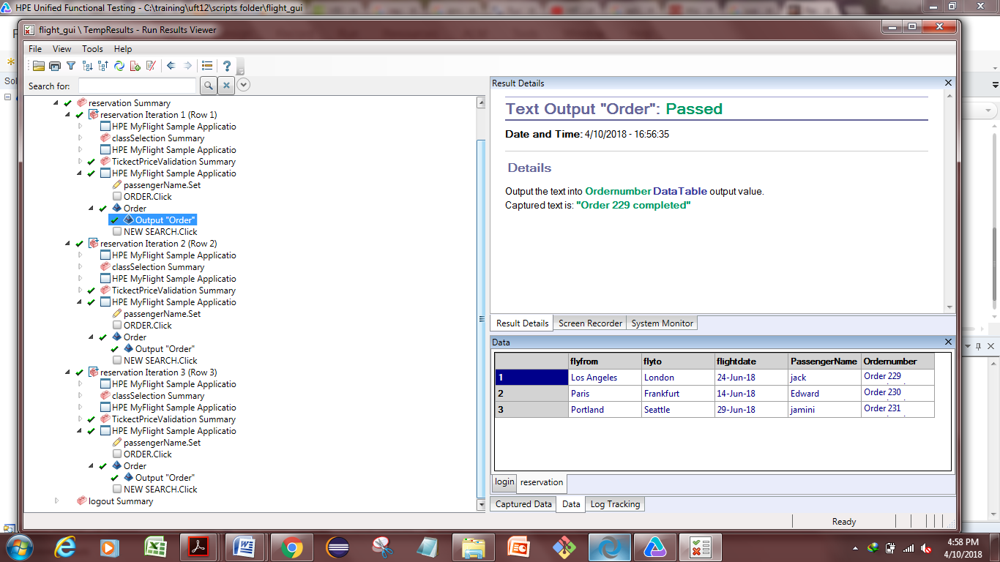 HPE Unified Functional Testing - C:\training\uft12\scripts folder\flight_gui
flight_gui \ TempResults - Run Results Viewer
File View Tools Help
Search for:
reservation Summary
reservation Iteration 1 (Row 1)
HPE MyFlight Sample Applicatio
classSelection Summary
HPE MyFlight Sample Applicatio
TickectPriceValidation Summary
HPE MyFlight Sample Applicatio
passengerName.Set
ORDER.Click
Order
Output "Order"
NEW SEARCH.Click
reservation Iteration 2 (Row 2)
HPE MyFlight Sample Applicatio
classSelection Summary
HPE MyFlight Sample Applicatio
TickectPriceValidation Summary
HPE MyFlight Sample Applicatio
passengerName.Set
ORDER.Click
Order
Output "Order"
NEW SEARCH.Click
reservation Iteration 3 (Row 3)
HPE MyFlight Sample Applicatio
classSelection Summary
HPE MyFlight Sample Applicatio
TickectPriceValidation Summary
HPE MyFlight Sample Applicatio
passengerName.Set
ORDER.Click
Order
Output "Order"
NEW SEARCH.Click
logout Summary
Result Details
Text Output "Order": Passed
Date and Time: 4/10/2018 - 16:56:35
Details
Output the text into Ordernumber DataTable output value.
Captured text is: "Order 229 completed"
Result Details Screen Recorder System Monitor
Data
flyfrom flyto flightdate PassengerName Ordernumber
1 Los Angeles London 24-Jun-18 jack Order 229
2 Paris Frankfurt 14-Jun-18 Edward Order 230
3 Portland Seattle 29-Jun-18 jamini Order 231
login reservation
Captured Data Data Log Tracking
Ready
4:58 PM
4/10/2018